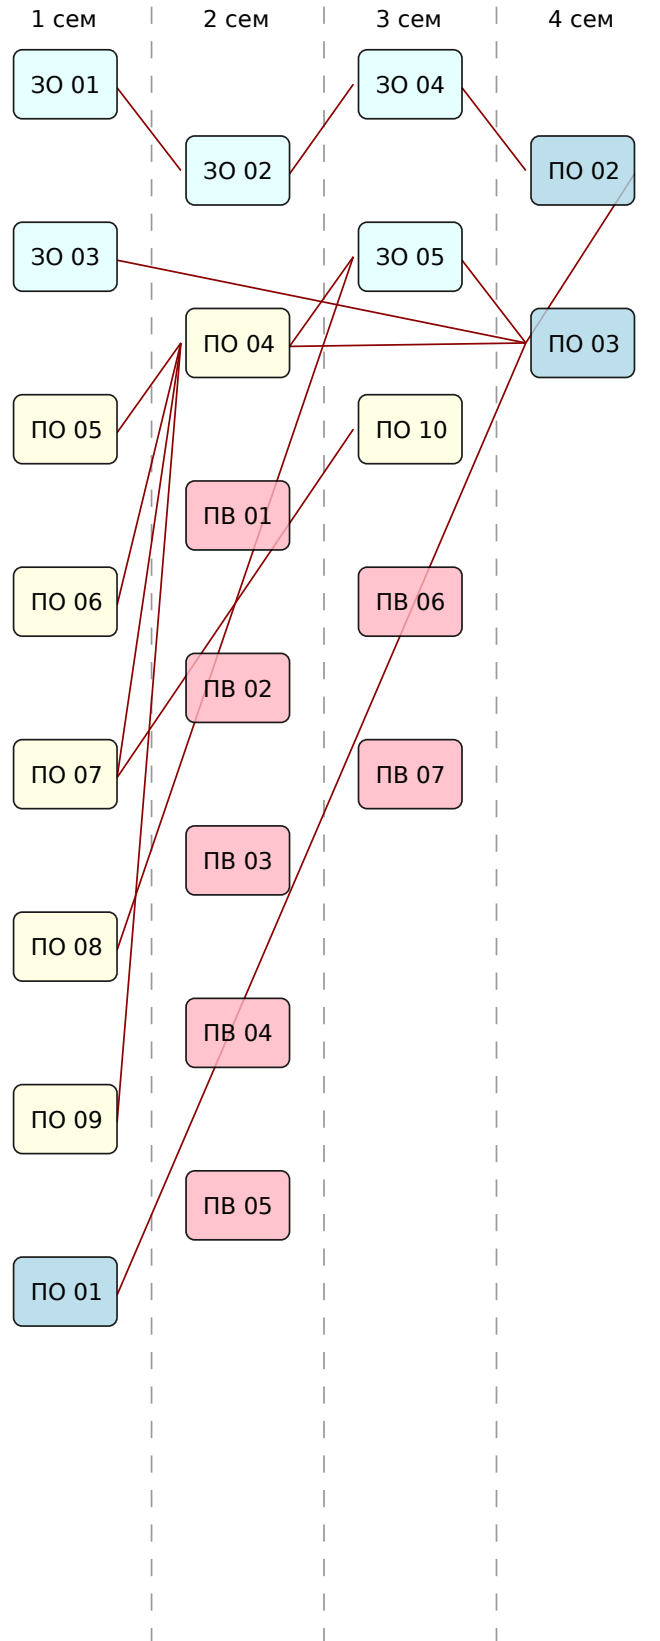 1 сем 2 сем 3 сем 4 сем
ЗО 01
ЗО 04
ЗО 02
ПО 02
ЗО 03
ЗО 05
ПО 04
ПО 03
ПО 05
ПО 10
ПВ 01
ПО 06
ПВ 06
ПВ 02
ПО 07
ПВ 07
ПВ 03
ПО 08
ПВ 04
ПО 09
ПВ 05
ПО 01